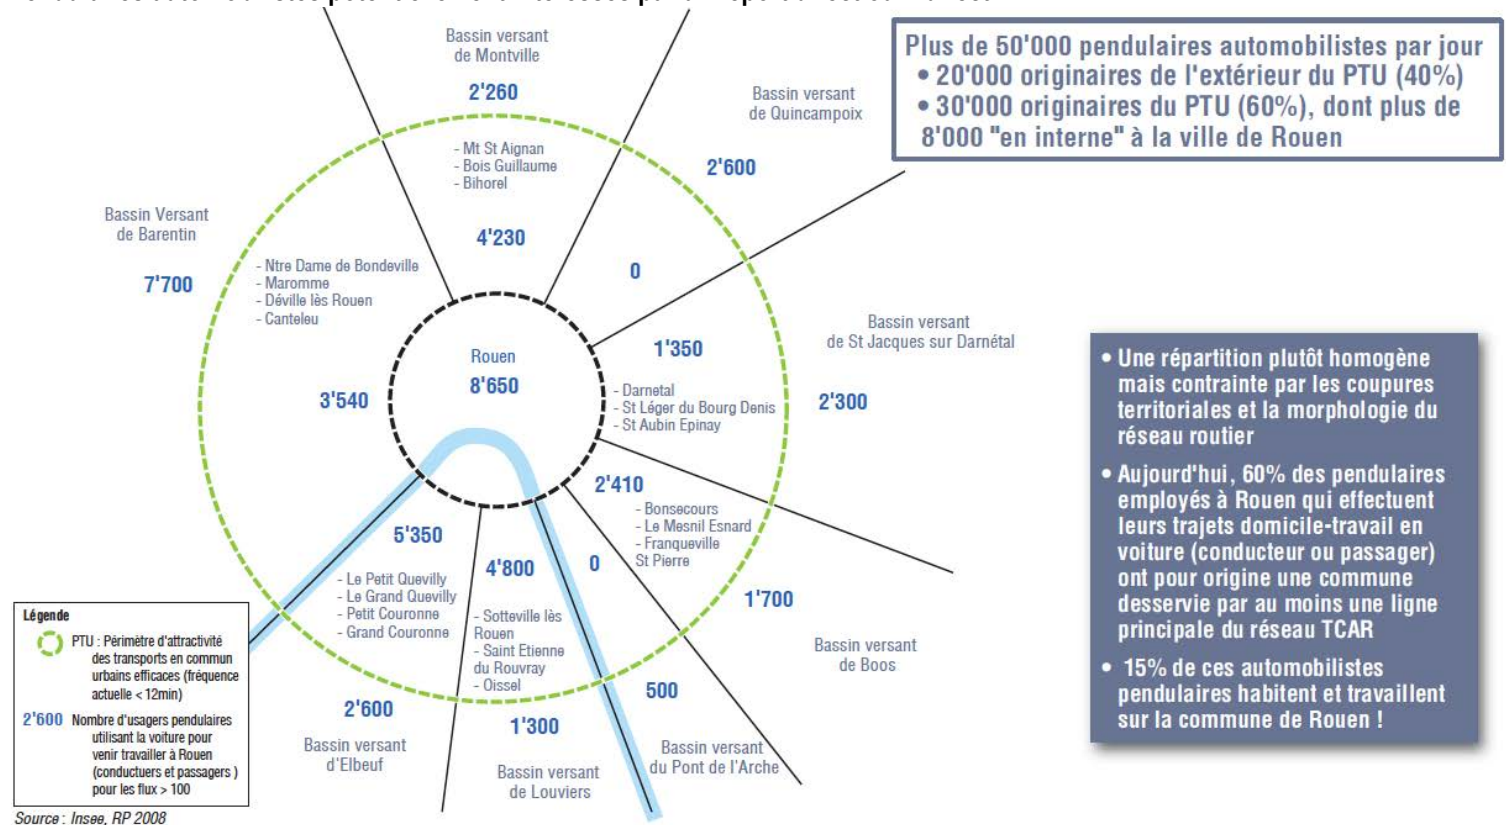 Plus de 50'000 pendulaires automobilistes par jour
• 20'000 originaires de l'extérieur du PTU (40%)
• 30'000 originaires du PTU (60%), dont plus de
8'000 "en interne" à la ville de Rouen
Bassin versant
de Montville
2'260
Bassin versant
de Quincampoix
2'600
- Mt St Aignan
- Bois Guillaume
- Bihorel
4'230
0
Bassin Versant
de Barentin
7'700
- Ntre Dame de Bondeville
- Maromme
- Déville lès Rouen
- Canteleu
3'540
Rouen
8'650
1'350
- Darnetal
- St Léger du Bourg Denis
- St Aubin Epinay
Bassin versant
de St Jacques sur Darnétal
2'300
2'410
- Bonsecours
- Le Mesnil Esnard
- Franqueville
St Pierre
1'700
Bassin versant
de Boos
5'350
- Le Petit Quevilly
- Le Grand Quevilly
- Petit Couronne
- Grand Couronne
4'800
- Sotteville lès
Rouen
- Saint Etienne
du Rouvray
- Oissel
0
500
2'600
Bassin versant
d'Elbeuf
1'300
Bassin versant
de Louviers
Bassin versant
du Pont de l'Arche
• Une répartition plutôt homogène
mais contrainte par les coupures
territoriales et la morphologie du
réseau routier
• Aujourd'hui, 60% des pendulaires
employés à Rouen qui effectuent
leurs trajets domicile-travail en
voiture (conducteur ou passager)
ont pour origine une commune
desservie par au moins une ligne
principale du réseau TCAR
• 15% de ces automobilistes
pendulaires habitent et travaillent
sur la commune de Rouen !
Légende
PTU : Périmètre d'attractivité
des transports en commun
urbains efficaces (fréquence
actuelle < 12min)
2'600 Nombre d'usagers pendulaires
utilisant la voiture pour
venir travailler à Rouen
(conductuers et passagers )
pour les flux > 100
Source : Insee, RP 2008